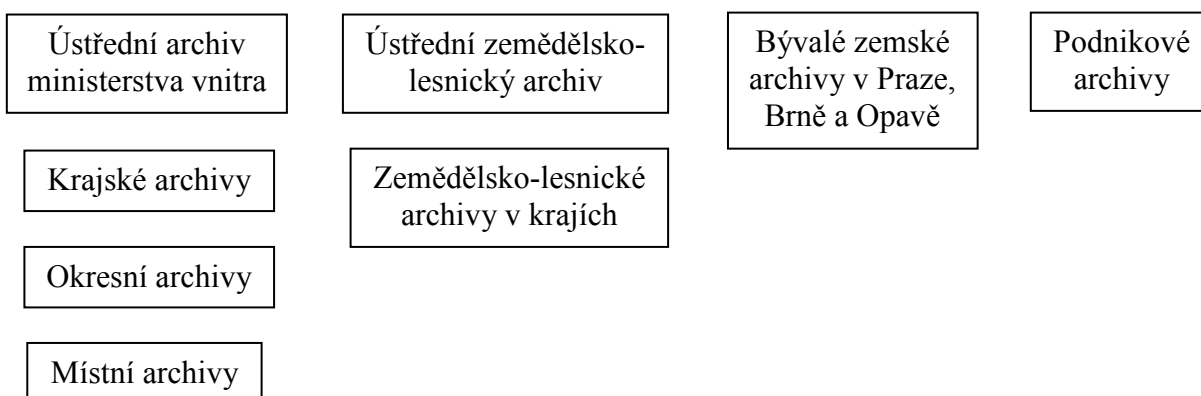 Ústřední archiv
ministerstva vnitra
Ústřední zemědělsko-
lesnický archiv
Bývalé zemské
archivy v Praze,
Brně a Opavě
Podnikové
archivy
Krajské archivy
Zemědělsko-lesnické
archivy v krajích
Okresní archivy
Místní archivy